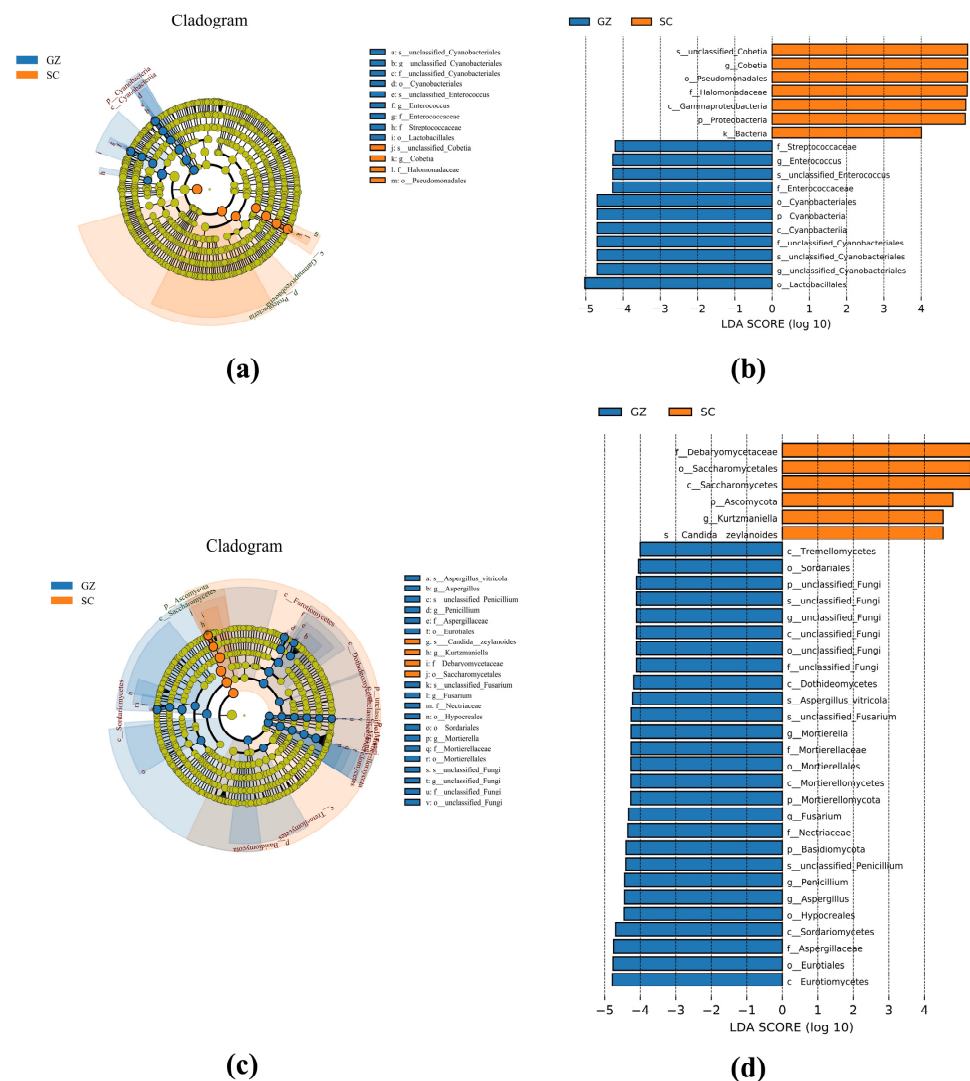 Cladogram
GZ
SC
a: s__unclassified_Cyanobacteriales
b: g__unclassified_Cyanobacteriales
c: f__unclassified_Cyanobacteriales
d: o__Cyanobacteriales
e: s__unclassified_Enterococcus
f: g__Enterococcus
g: f__Enterococcaceae
h: f__Streptococcaceae
i: o__Lactobacillales
j: s__unclassified_Cobetia
k: g__Cobetia
l: f__Halomonadaceae
m: o__Pseudomonadales
p__Cyanobacteria
c__Cyanobacteriia
c__Gammaproteobacteria
p__Proteobacteria
(a)
GZ SC
s__unclassified_Cobetia
g__Cobetia
o__Pseudomonadales
f__Halomonadaceae
c__Gammaproteobacteria
p__Proteobacteria
k__Bacteria
f__Streptococcaceae
g__Enterococcus
s__unclassified_Enterococcus
f__Enterococcaceae
o__Cyanobacteriales
p__Cyanobacteria
c__Cyanobacteriia
f__unclassified_Cyanobacteriales
s__unclassified_Cyanobacteriales
g__unclassified_Cyanobacteriales
o__Lactobacillales
−5 −4 −3 −2 −1 0 1 2 3 4
LDA SCORE (log 10)
(b)
Cladogram
GZ
SC
a: s__Aspergillus_vitricola
b: g__Aspergillus
c: s__unclassified_Penicillium
d: g__Penicillium
e: f__Aspergillaceae
f: o__Eurotiales
g: s__Candida__zeylanoides
h: g__Kurtzmaniella
i: f__Debaryomycetaceae
j: o__Saccharomycetales
k: s__unclassified_Fusarium
l: g__Fusarium
m: f__Nectriaceae
n: o__Hypocreales
o: o__Sordariales
p: g__Mortierella
q: f__Mortierellaceae
r: o__Mortierellales
s: s__unclassified_Fungi
t: g__unclassified_Fungi
u: f__unclassified_Fungi
v: o__unclassified_Fungi
p__Ascomycota
c__Saccharomycetes
c__Eurotiomycetes
c__Dothideomycetes
c__Sordariomycetes
c__Tremellomycetes
p__Basidiomycota
(c)
GZ SC
f__Debaryomycetaceae
o__Saccharomycetales
c__Saccharomycetes
p__Ascomycota
g__Kurtzmaniella
s__Candida__zeylanoides
c__Tremellomycetes
o__Sordariales
p__unclassified_Fungi
s__unclassified_Fungi
g__unclassified_Fungi
c__unclassified_Fungi
o__unclassified_Fungi
f__unclassified_Fungi
c__Dothideomycetes
s__Aspergillus_vitricola
s__unclassified_Fusarium
g__Mortierella
f__Mortierellaceae
o__Mortierellales
c__Mortierellomycetes
p__Mortierellomycota
g__Fusarium
f__Nectriaceae
p__Basidiomycota
s__unclassified_Penicillium
g__Penicillium
g__Aspergillus
o__Hypocreales
c__Sordariomycetes
f__Aspergillaceae
o__Eurotiales
c__Eurotiomycetes
−5 −4 −3 −2 −1 0 1 2 3 4
LDA SCORE (log 10)
(d)